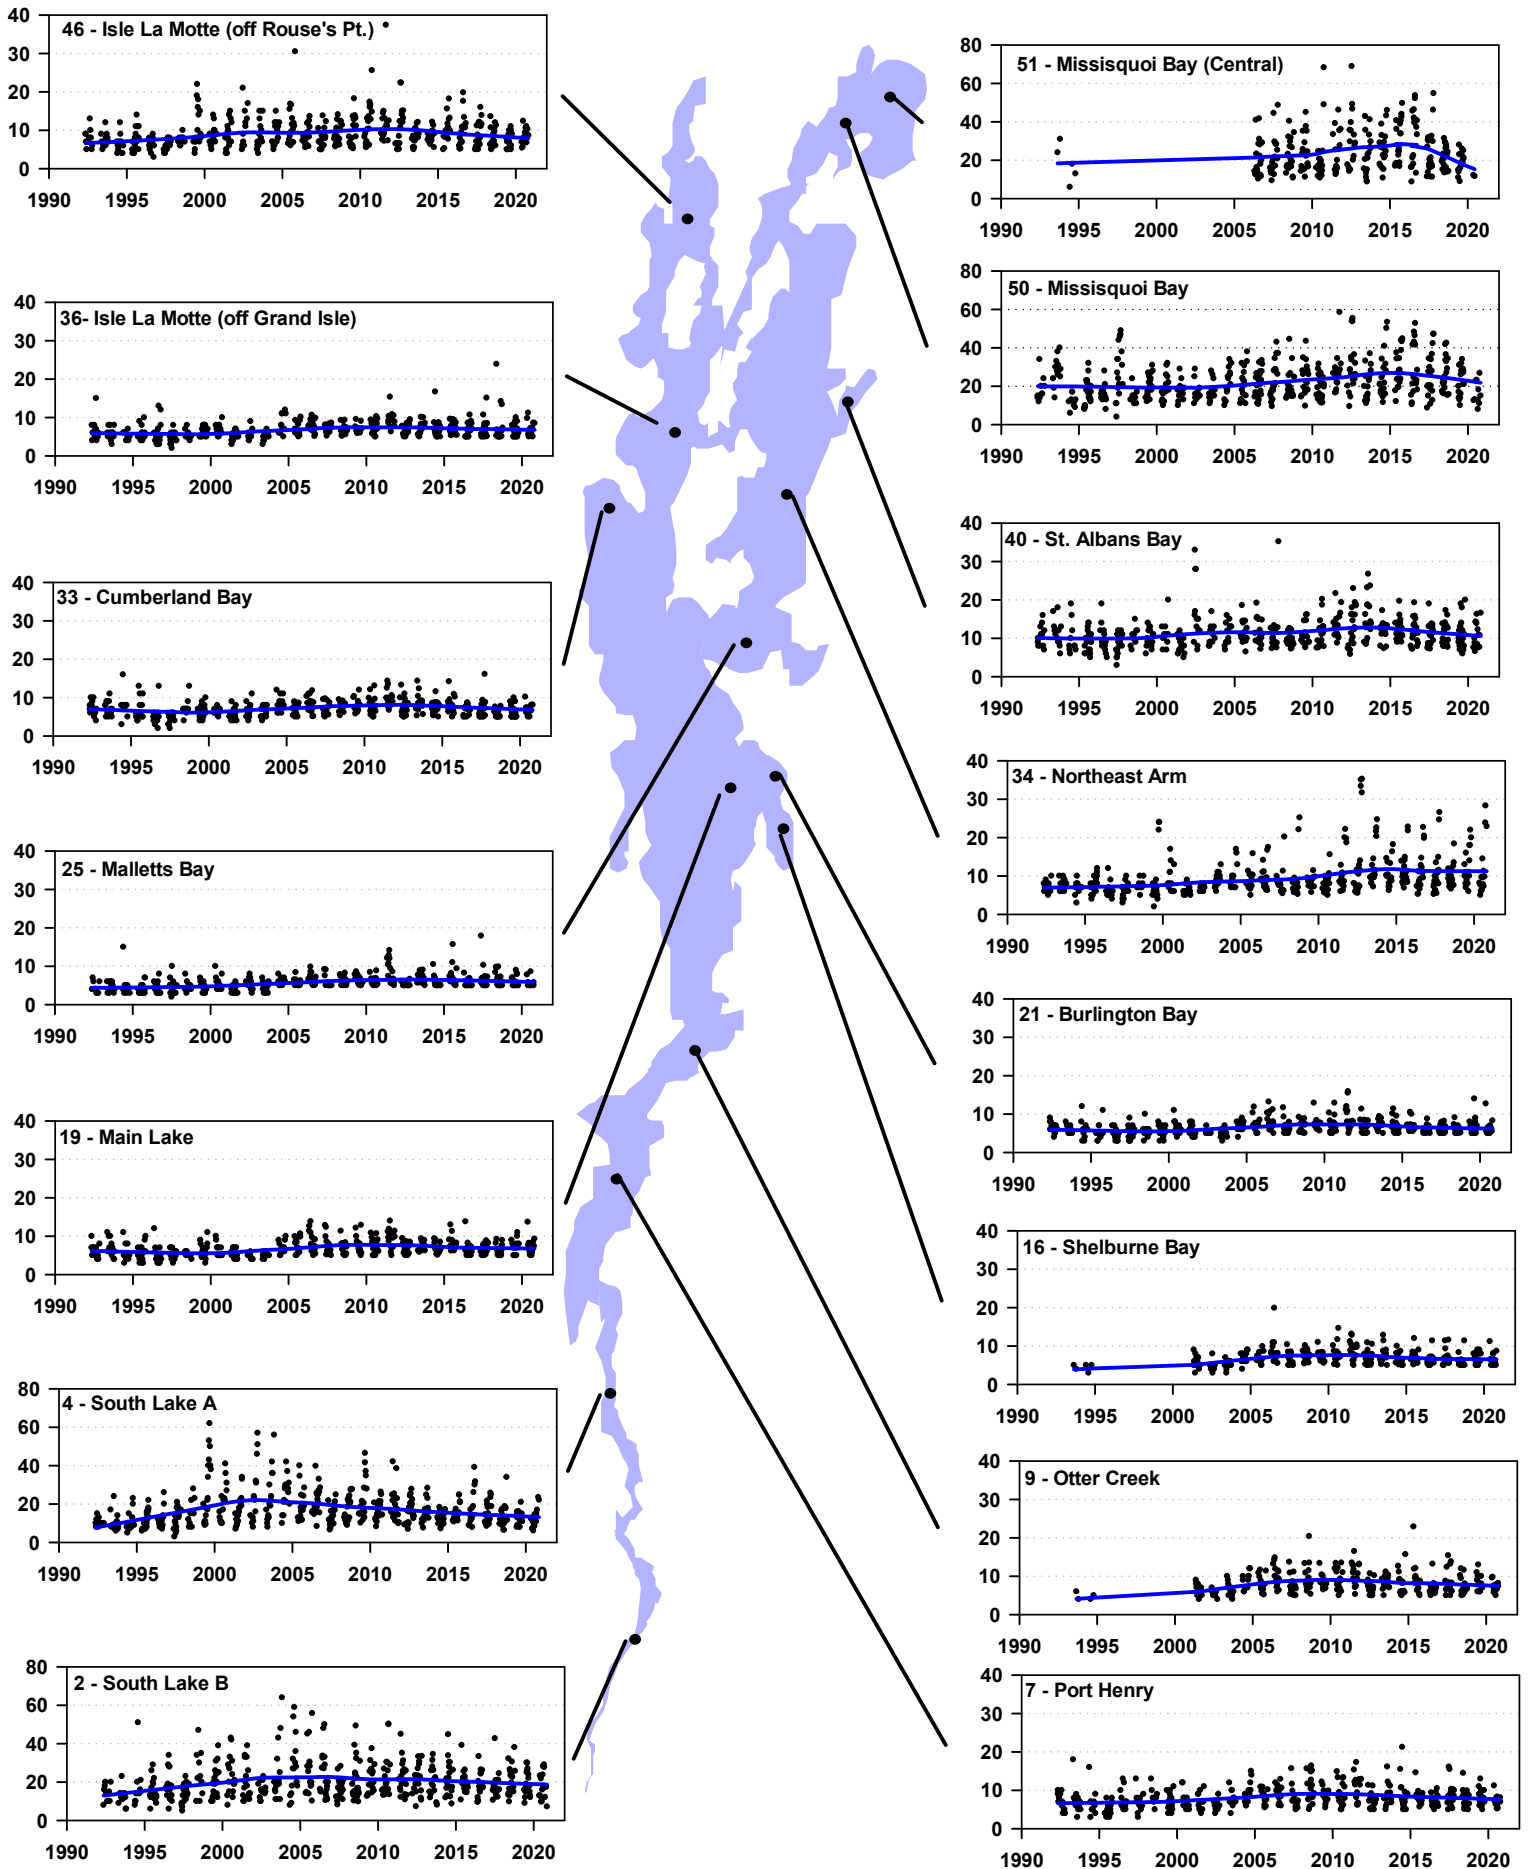 46 - Isle La Motte (off Rouse's Pt.)
40
30
20
10
0
1990 1995 2000 2005 2010 2015 2020
36- Isle La Motte (off Grand Isle)
40
30
20
10
0
1990 1995 2000 2005 2010 2015 2020
33 - Cumberland Bay
40
30
20
10
0
1990 1995 2000 2005 2010 2015 2020
25 - Malletts Bay
40
30
20
10
0
1990 1995 2000 2005 2010 2015 2020
19 - Main Lake
40
30
20
10
0
1990 1995 2000 2005 2010 2015 2020
4 - South Lake A
80
60
40
20
0
1990 1995 2000 2005 2010 2015 2020
2 - South Lake B
80
60
40
20
0
1990 1995 2000 2005 2010 2015 2020
51 - Missisquoi Bay (Central)
80
60
40
20
0
1990 1995 2000 2005 2010 2015 2020
50 - Missisquoi Bay
80
60
40
20
0
1990 1995 2000 2005 2010 2015 2020
40 - St. Albans Bay
40
30
20
10
0
1990 1995 2000 2005 2010 2015 2020
34 - Northeast Arm
40
30
20
10
0
1990 1995 2000 2005 2010 2015 2020
21 - Burlington Bay
40
30
20
10
0
1990 1995 2000 2005 2010 2015 2020
16 - Shelburne Bay
40
30
20
10
0
1990 1995 2000 2005 2010 2015 2020
9 - Otter Creek
40
30
20
10
0
1990 1995 2000 2005 2010 2015 2020
7 - Port Henry
40
30
20
10
0
1990 1995 2000 2005 2010 2015 2020